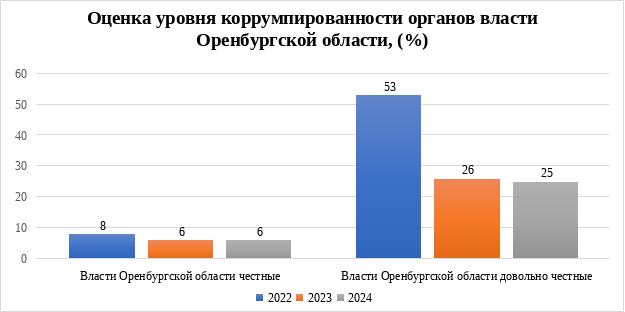 Оценка уровня коррумпированности органов власти
Оренбургской области, (%)
60
50
40
30
20
10
0
8
6
6
53
26
25
Власти Оренбургской области честные
Власти Оренбургской области довольно честные
2022 2023 2024